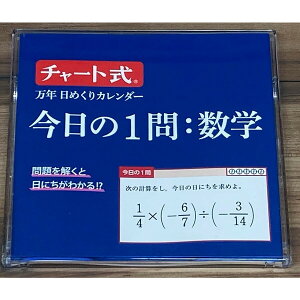 チャート式®
万年 日めくりカレンダー
今日の1問:数学
問題を解くと
日にちがわかる!?
今日の1問
次の計算をし、今日の日にちを求めよ。
1/4×(−6/7)÷(−3/14)